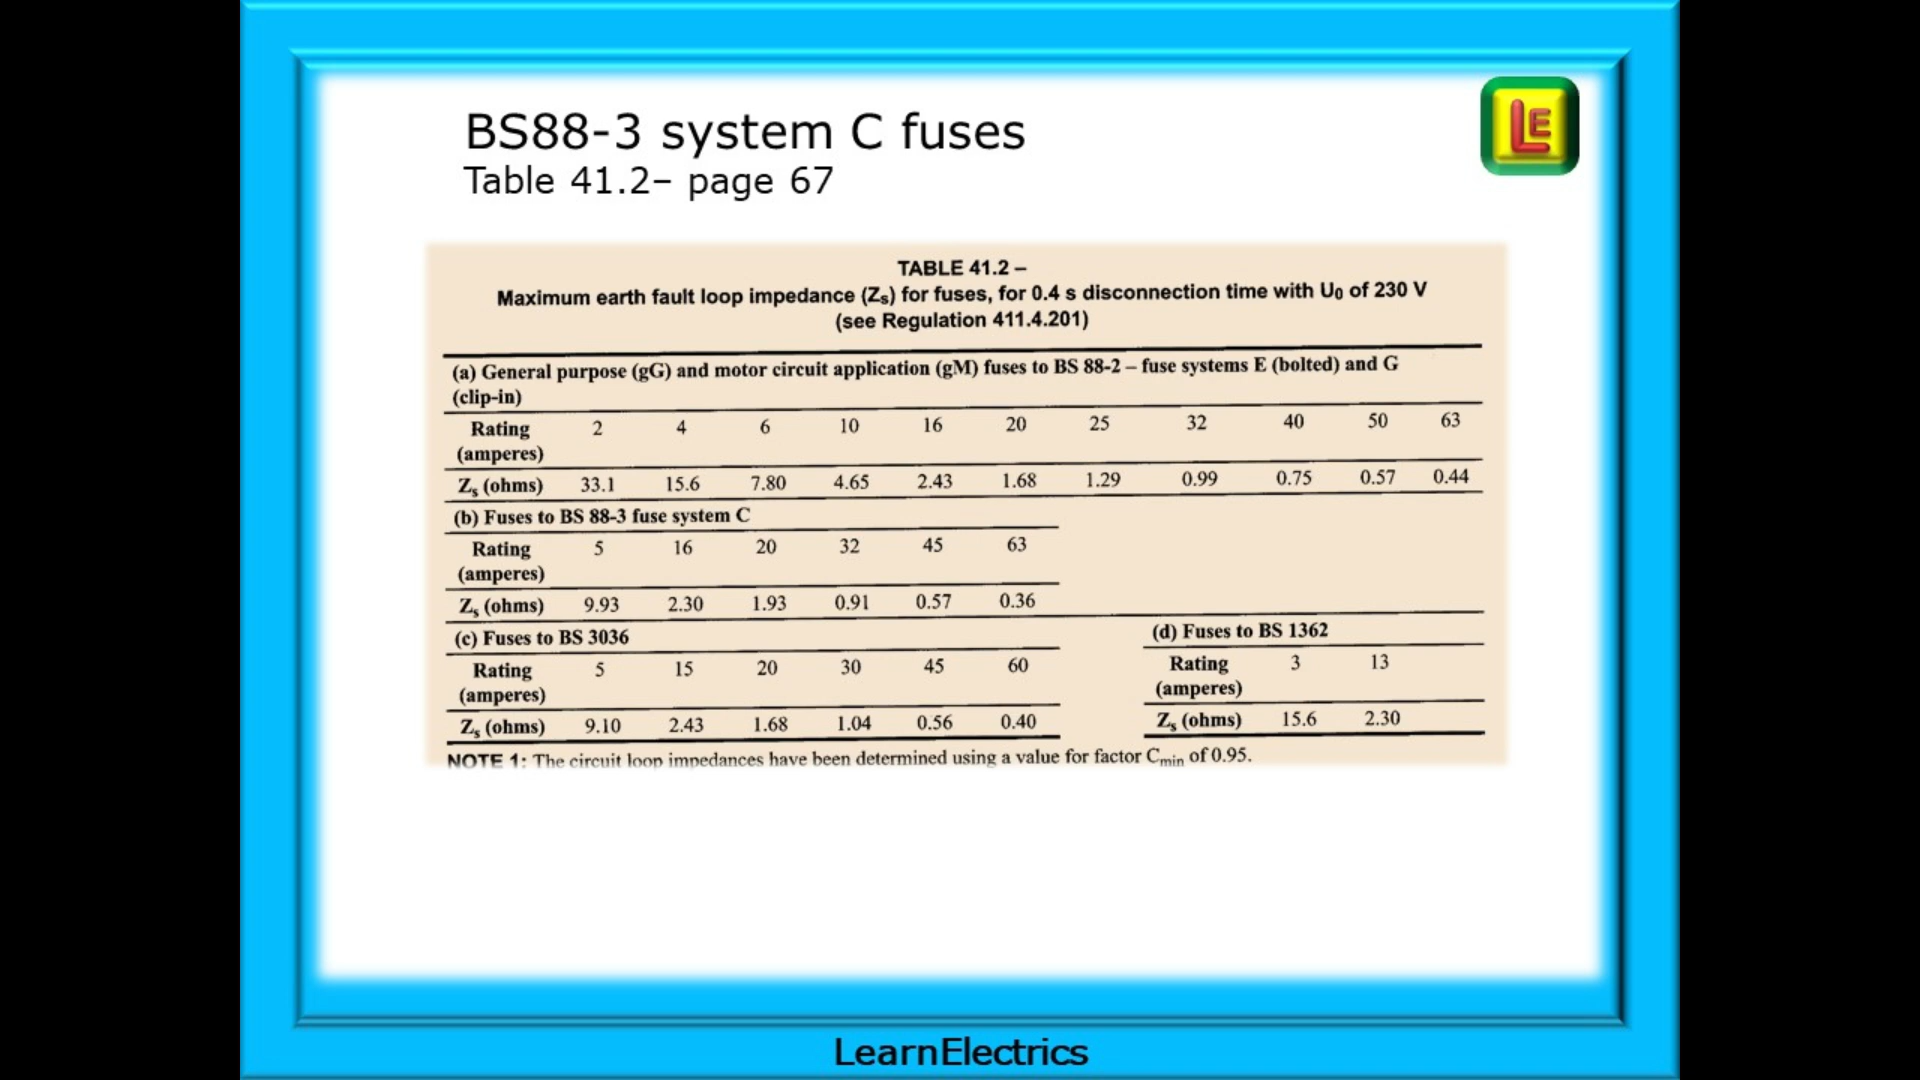 BS88-3 system C fuses
Table 41.2– page 67
LE
TABLE 41.2 –
Maximum earth fault loop impedance (Zs) for fuses, for 0.4 s disconnection time with U0 of 230 V
(see Regulation 411.4.201)
(a) General purpose (gG) and motor circuit application (gM) fuses to BS 88-2 – fuse systems E (bolted) and G
(clip-in)
Rating 2 4 6 10 16 20 25 32 40 50 63
(amperes)
Zs (ohms) 33.1 15.6 7.80 4.65 2.43 1.68 1.29 0.99 0.75 0.57 0.44
(b) Fuses to BS 88-3 fuse system C
Rating 5 16 20 32 45 63
(amperes)
Zs (ohms) 9.93 2.30 1.93 0.91 0.57 0.36
(c) Fuses to BS 3036
Rating 5 15 20 30 45 60
(amperes)
Zs (ohms) 9.10 2.43 1.68 1.04 0.56 0.40
(d) Fuses to BS 1362
Rating 3 13
(amperes)
Zs (ohms) 15.6 2.30
NOTE 1: The circuit loop impedances have been determined using a value for factor Cmin of 0.95.
LearnElectrics